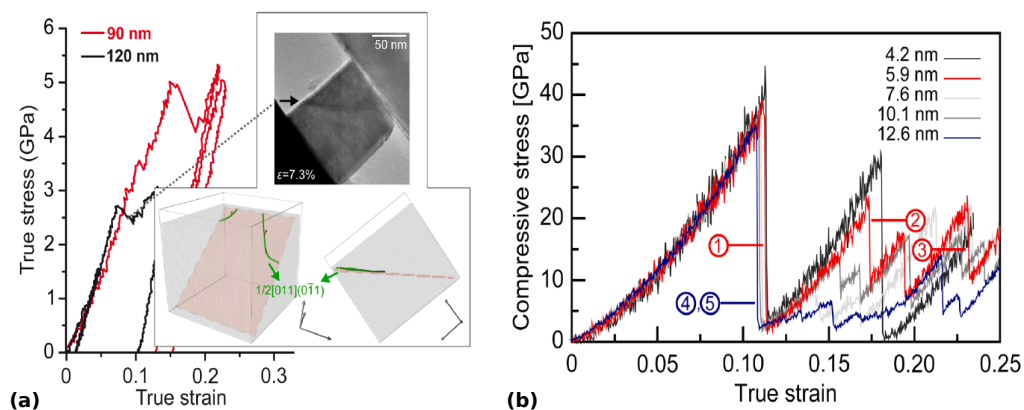 6
5
4
3
2
1
0
True stress (GPa)
90 nm
120 nm
50 nm
ε=7.3%
1/2[011](01̄1)
0
0.1
0.2
0.3
True strain
(a)
50
40
30
20
10
0
Compressive stress [GPa]
4.2 nm
5.9 nm
7.6 nm
10.1 nm
12.6 nm
1
2
3
4,5
0
0.05
0.10
0.15
0.20
0.25
True strain
(b)